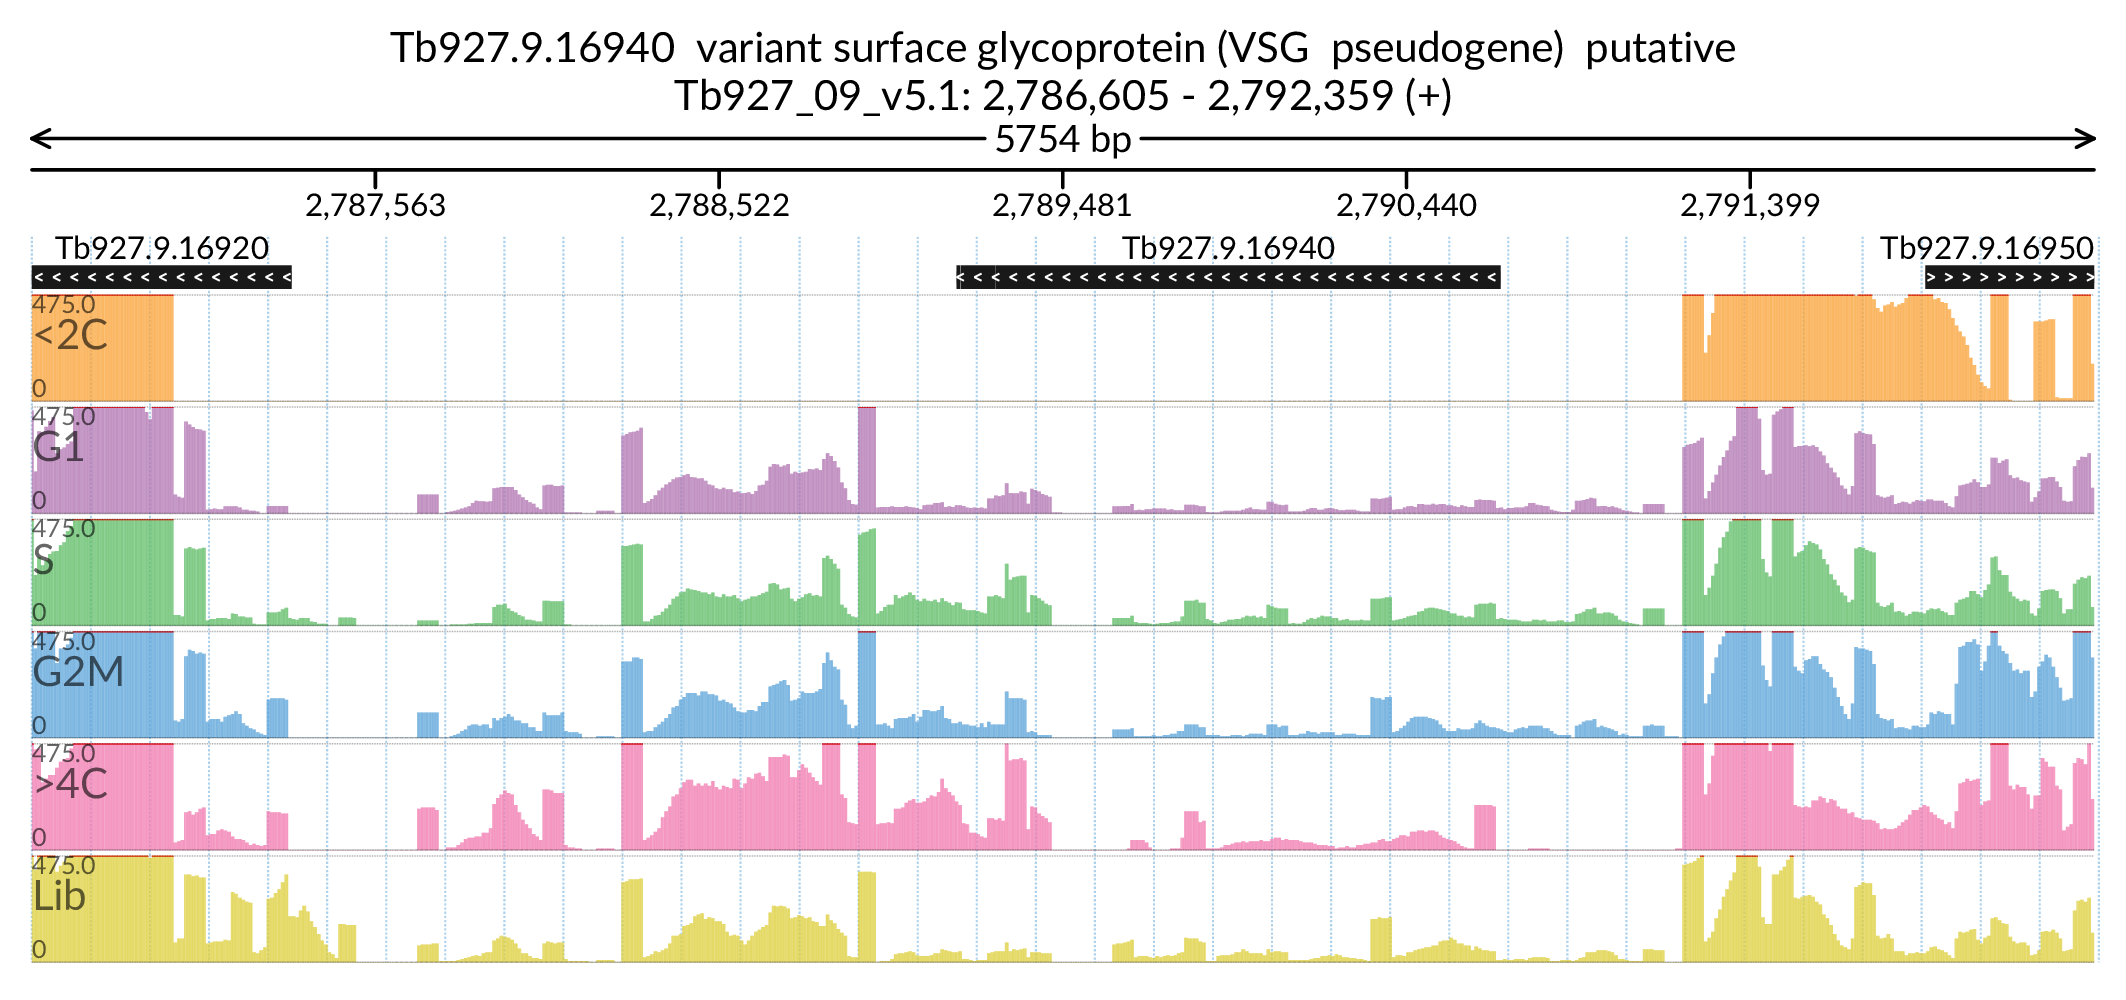 Tb927.9.16940 variant surface glycoprotein (VSG pseudogene) putative
Tb927_09_v5.1: 2,786,605 - 2,792,359 (+)
5754 bp
2,787,563 2,788,522 2,789,481 2,790,440 2,791,399
Tb927.9.16920 Tb927.9.16940 Tb927.9.16950
475.0
<2C
0
475.0
G1
0
475.0
S
0
475.0
G2M
0
475.0
>4C
0
475.0
Lib
0